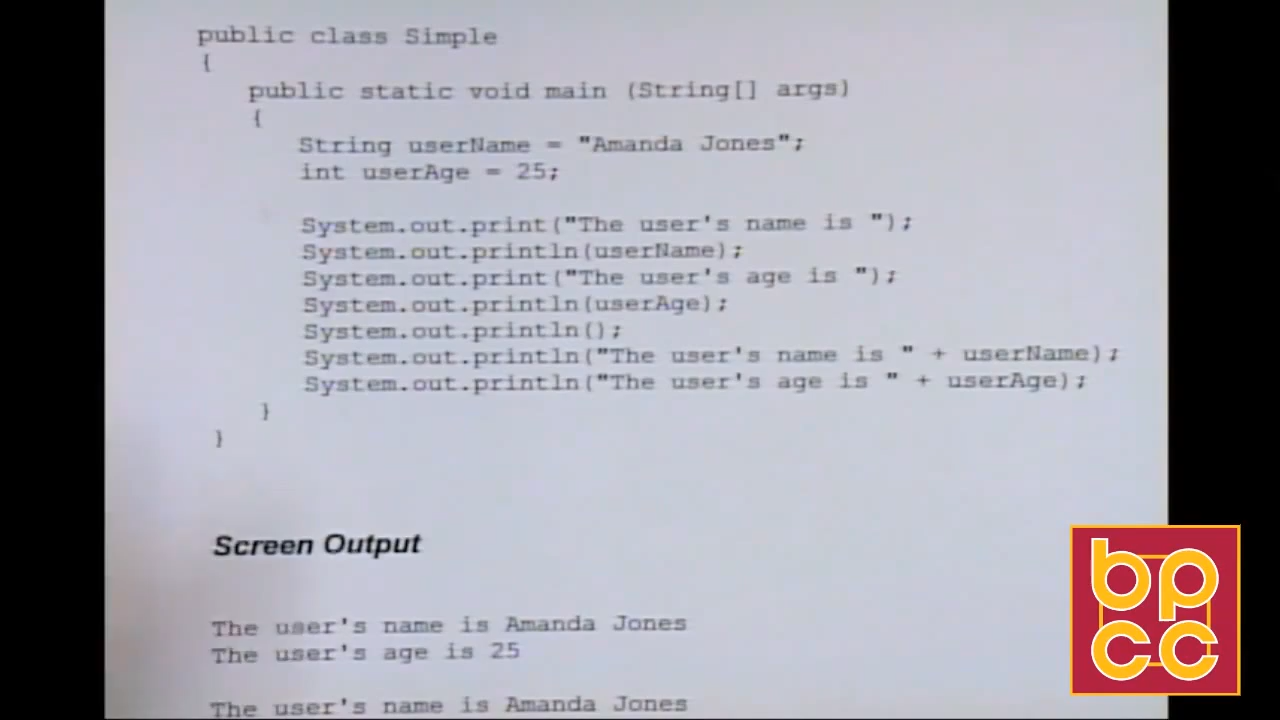 public class Simple
{
public static void main (String[] args)
{
String userName = "Amanda Jones";
int userAge = 25;
System.out.print("The user's name is ");
System.out.println(userName);
System.out.print("The user's age is ");
System.out.println(userAge);
System.out.println();
System.out.println("The user's name is " + userName);
System.out.println("The user's age is " + userAge);
}
}
Screen Output
The user's name is Amanda Jones
The user's age is 25
The user's name is Amanda Jones
bp
cc